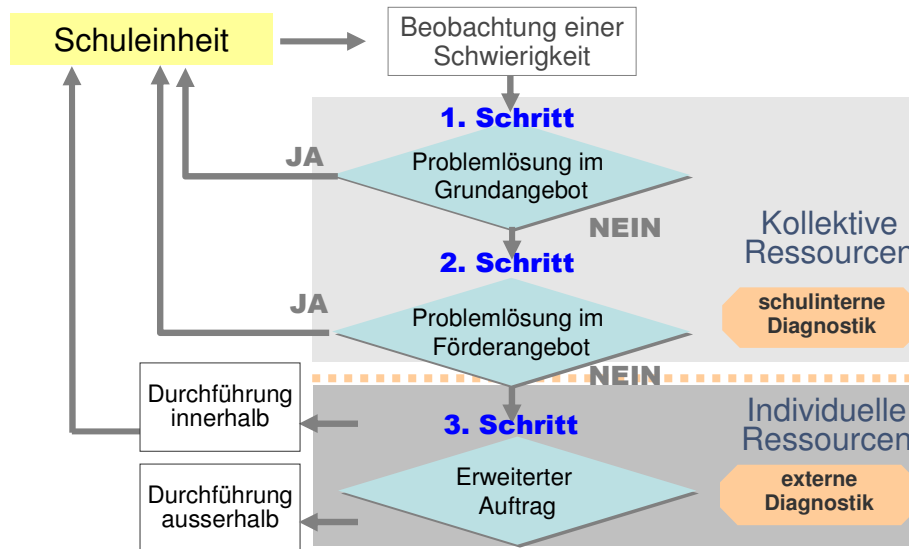 Schuleinheit
Beobachtung einer
Schwierigkeit
1. Schritt
JA
Problemlösung im
Grundangebot
NEIN
Kollektive
Ressourcen
2. Schritt
JA
schulinterne
Diagnostik
Problemlösung im
Förderangebot
NEIN
Durchführung
innerhalb
3. Schritt
Individuelle
Ressourcen
Erweiterter
Auftrag
externe
Diagnostik
Durchführung
ausserhalb